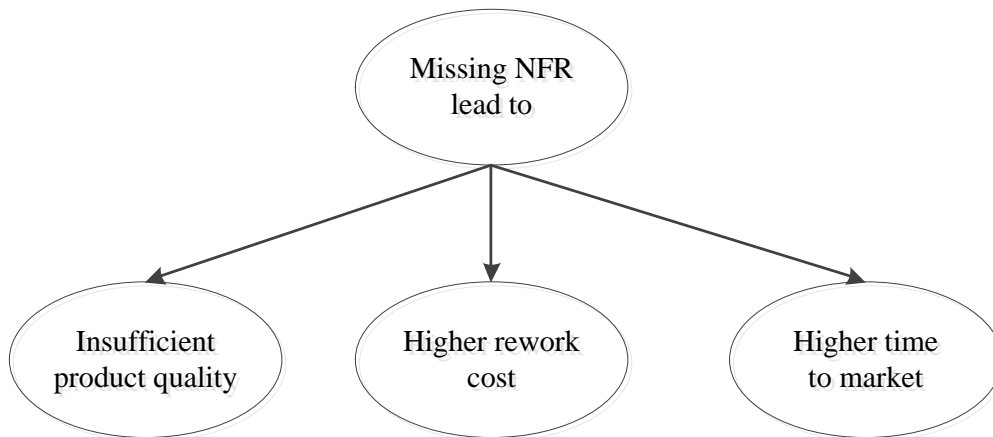 Missing NFR
lead to
Insufficient
product quality
Higher rework
cost
Higher time
to market